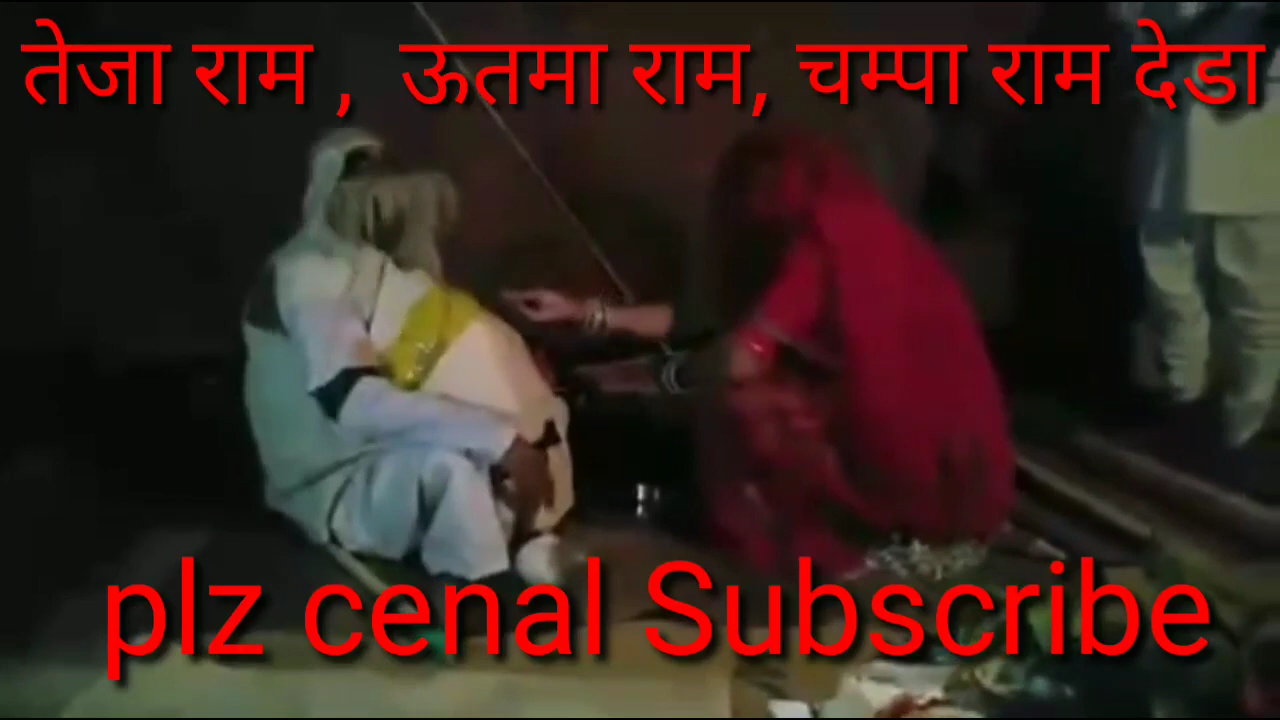 तेजा राम , ऊतमा राम, चम्पा राम देडा
plz cenal Subscribe